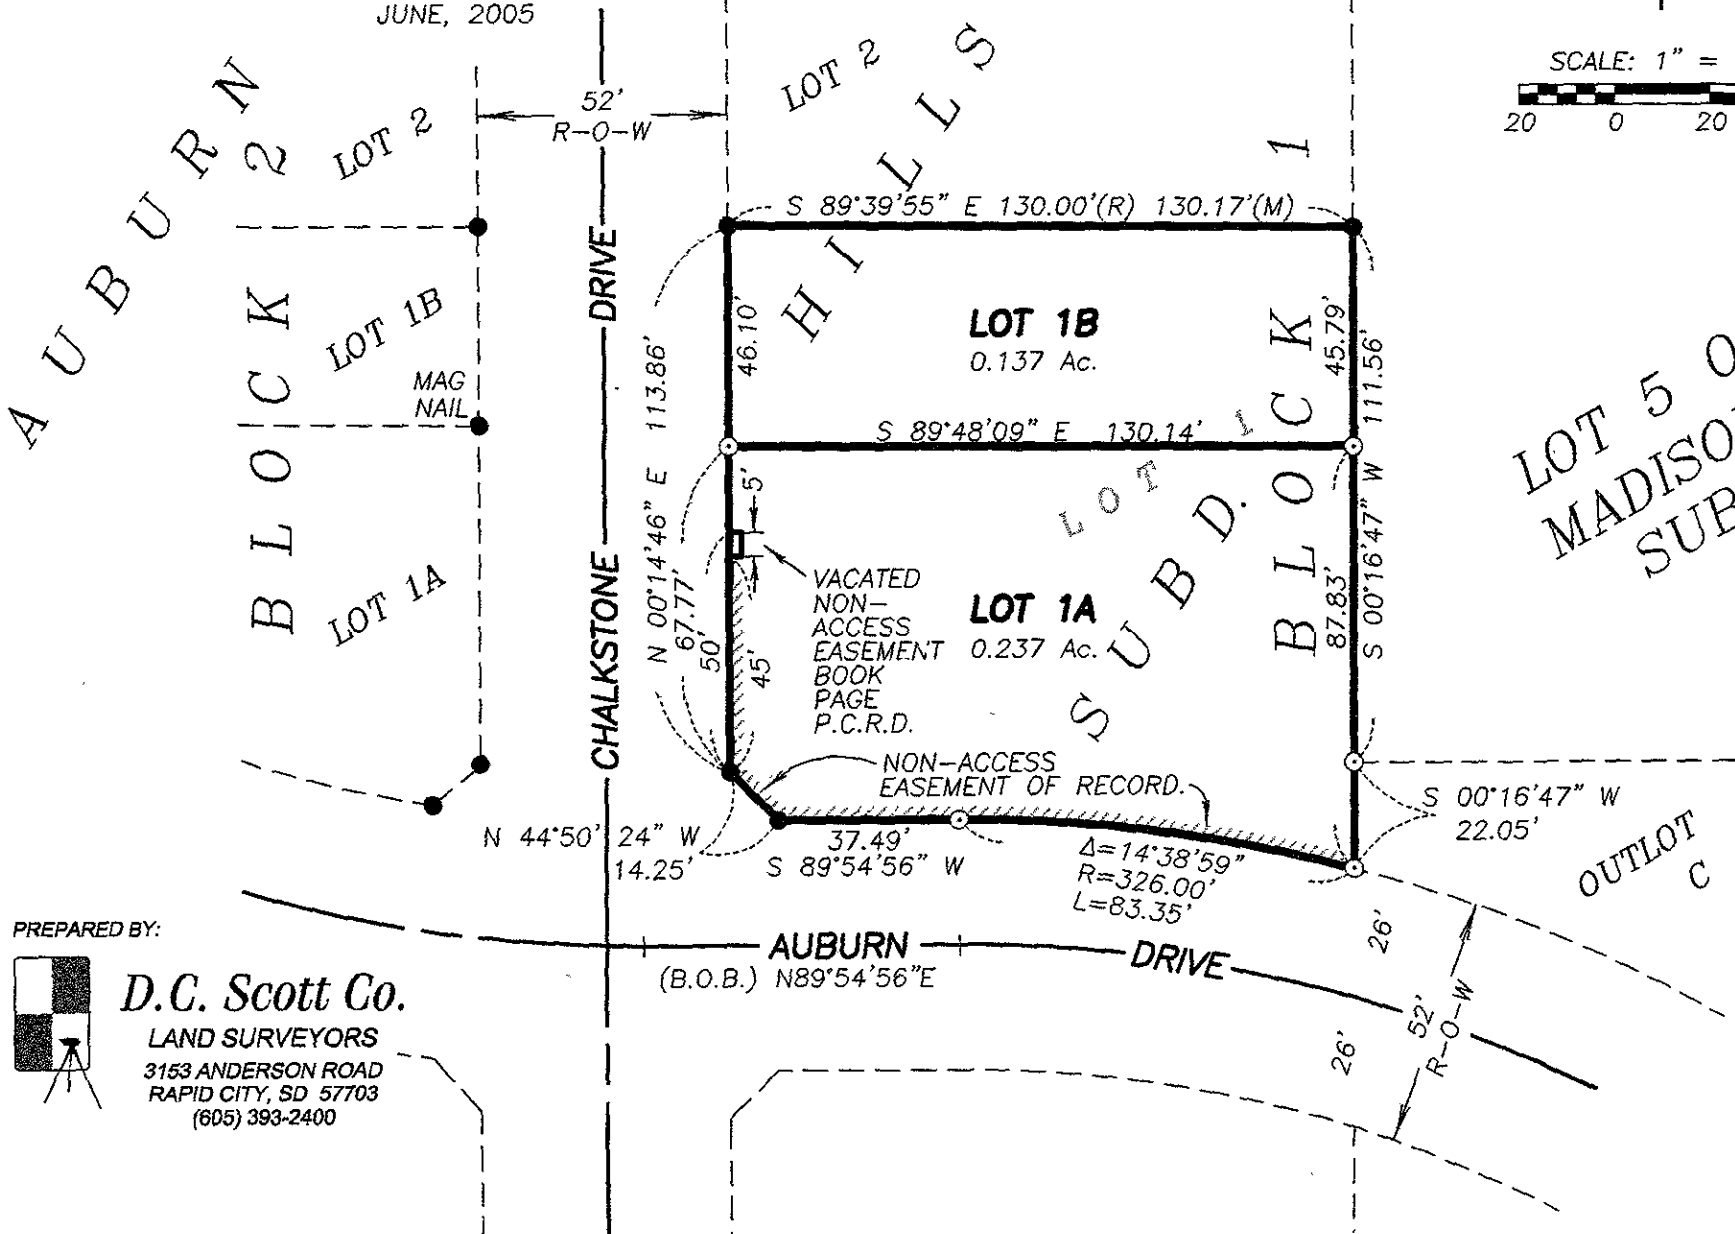 JUNE, 2005
SCALE: 1" =
20 0 20
52'
R-O-W
LOT 2
LOT 2
AUBURN
HILLS
SUBD.
BLOCK 2
BLOCK 1
S 89°39'55" E 130.00'(R) 130.17'(M)
LOT 1B
MAG
NAIL
LOT 1A
CHALKSTONE DRIVE
N 00°14'46" E 113.86'
46.10'
LOT 1B
0.137 Ac.
45.79'
111.56'
S 89°48'09" E 130.14'
LOT 1
5'
67.77'
50'
45'
VACATED
NON-
ACCESS
EASEMENT
BOOK
PAGE
P.C.R.D.
LOT 1A
0.237 Ac.
87.83'
S 00°16'47" W
LOT 5 O
MADISO
SUB
NON-ACCESS
EASEMENT OF RECORD.
S 00°16'47" W
22.05'
N 44°50'24" W
14.25'
37.49'
S 89°54'56" W
Δ=14°38'59"
R=326.00'
L=83.35'
OUTLOT
C
AUBURN DRIVE
(B.O.B.) N89°54'56"E
26'
52'
R-O-W
26'
PREPARED BY:
D.C. Scott Co.
LAND SURVEYORS
3153 ANDERSON ROAD
RAPID CITY, SD 57703
(605) 393-2400